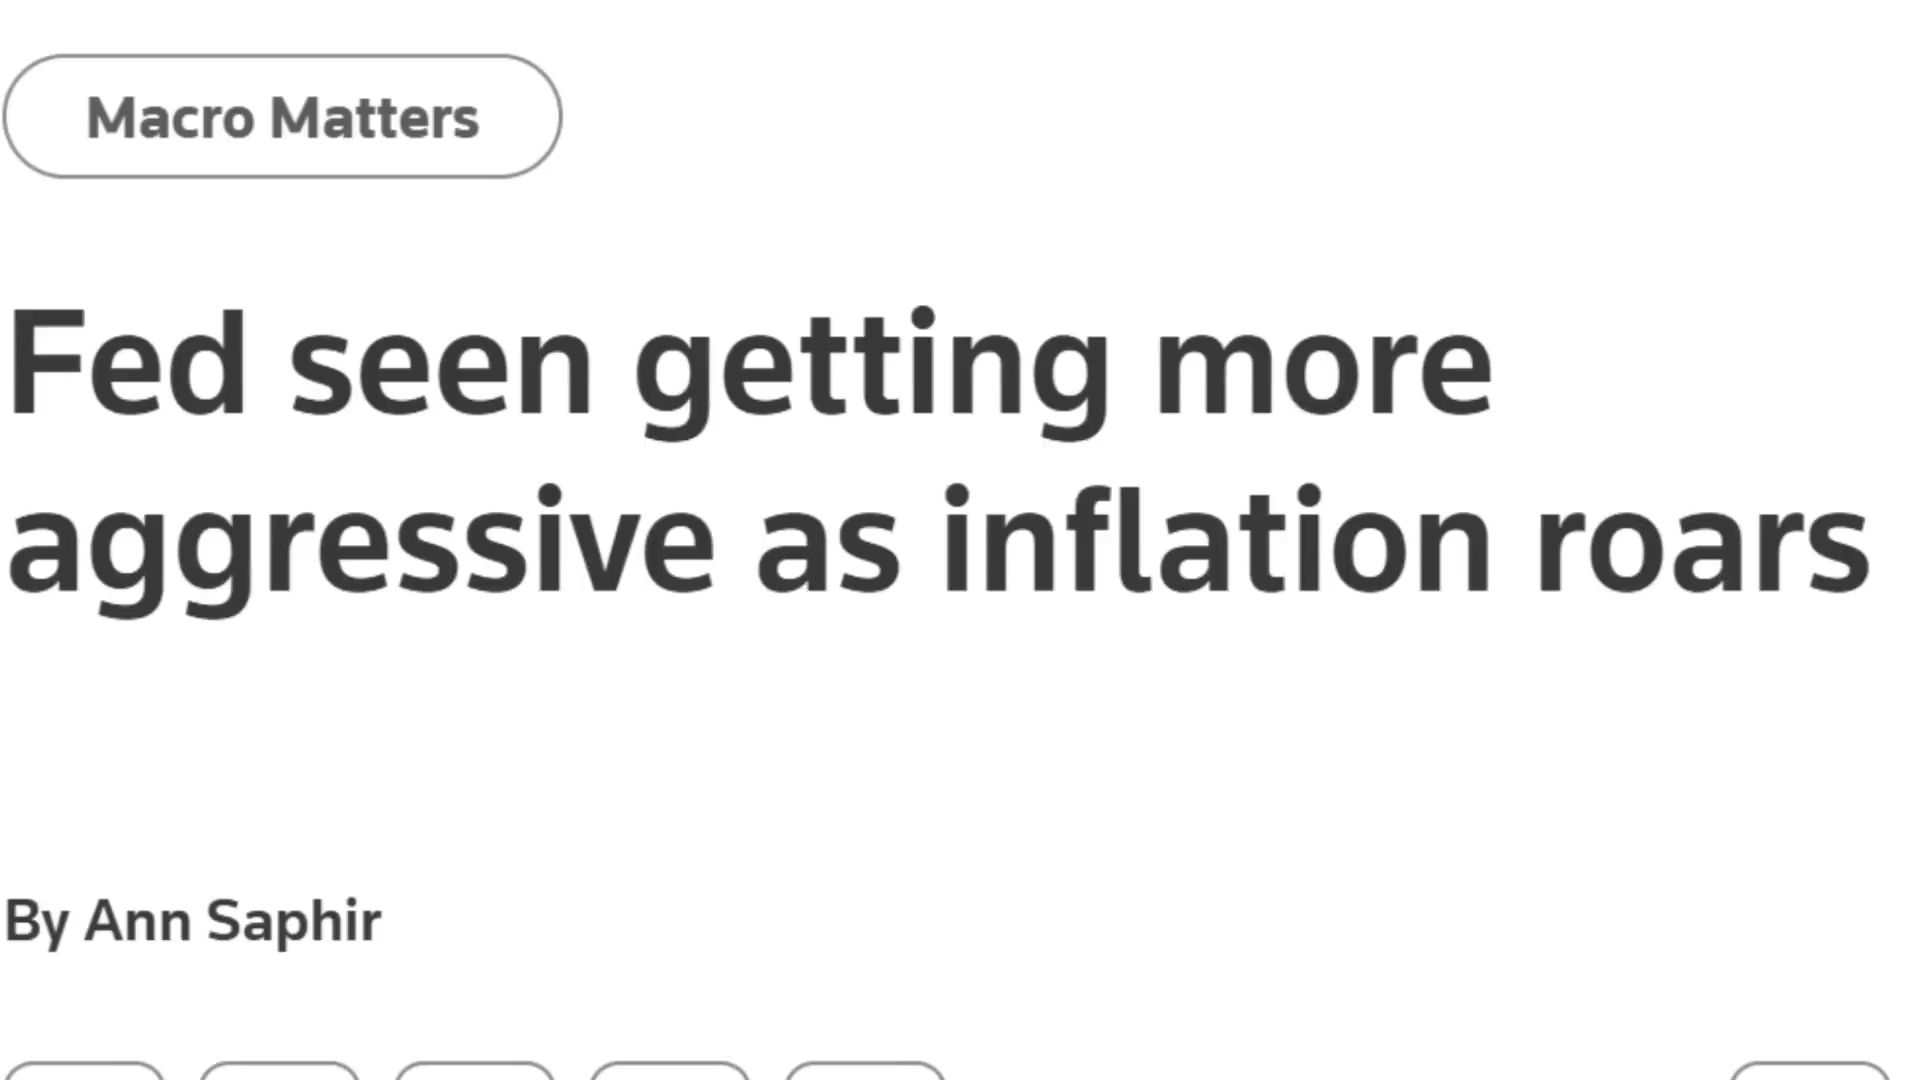 Macro Matters
Fed seen getting more
aggressive as inflation roars
By Ann Saphir